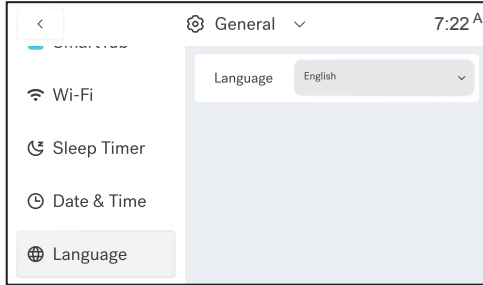 General
7:22 A
Wi-Fi
Language
English
Sleep Timer
Date & Time
Language